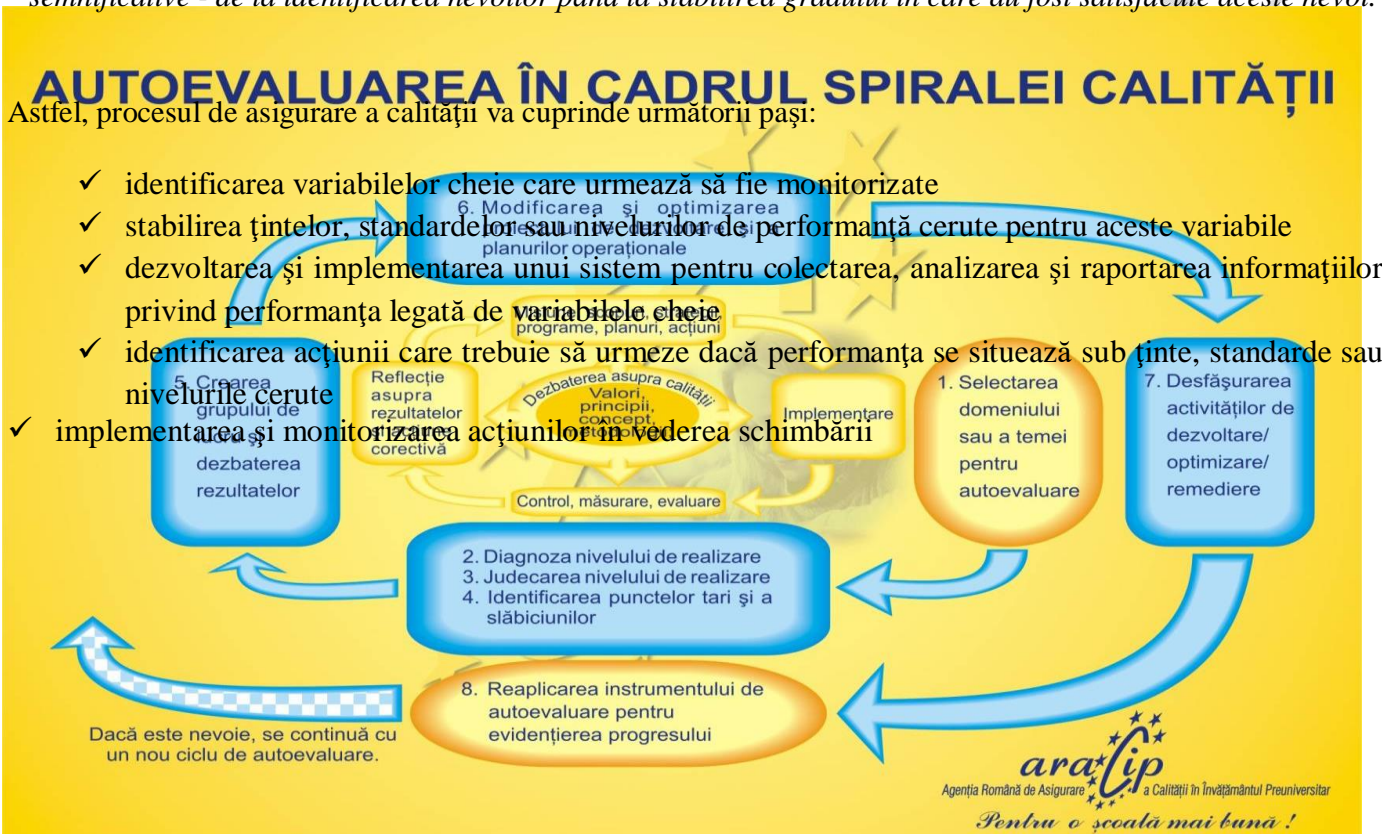 semnificative - de la identificarea nevoilor până la stabilirea gradului în care au fost satisfăcute aceste nevoi.
AUTOEVALUAREA ÎN CADRUL SPIRALEI CALITĂȚII
Astfel, procesul de asigurare a calităţii va cuprinde următorii paşi:
✓ identificarea variabilelor cheie care urmează să fie monitorizate
✓ stabilirea ţintelor, standardelor sau nivelurilor de performanţă cerute pentru aceste variabile
✓ dezvoltarea şi implementarea unui sistem pentru colectarea, analizarea şi raportarea informaţiilor
privind performanţa legată de variabilele cheie
✓ identificarea acţiunii care trebuie să urmeze dacă performanţa se situează sub ţinte, standarde sau
nivelurile cerute
✓ implementarea şi monitorizarea acţiunilor în vederea schimbării
6. Modificarea şi optimizarea
planurilor operaționale
programe, planuri, acțiuni
5. Crearea
grupului de
dezbaterea
rezultatelor
Reflecție
asupra
rezultatelor
corectivă
Dezbaterea asupra calității
Valori,
principii,
concept,
Implementare
Control, măsurare, evaluare
1. Selectarea
domeniului
sau a temei
pentru
autoevaluare
7. Desfăşurarea
activităților de
dezvoltare/
optimizare/
remediere
2. Diagnoza nivelului de realizare
3. Judecarea nivelului de realizare
4. Identificarea punctelor tari şi a
slăbiciunilor
8. Reaplicarea instrumentului de
autoevaluare pentru
evidențierea progresului
Dacă este nevoie, se continuă cu
un nou ciclu de autoevaluare.
aracip
Agenția Română de Asigurare a Calității în Învățământul Preuniversitar
Pentru o școală mai bună !